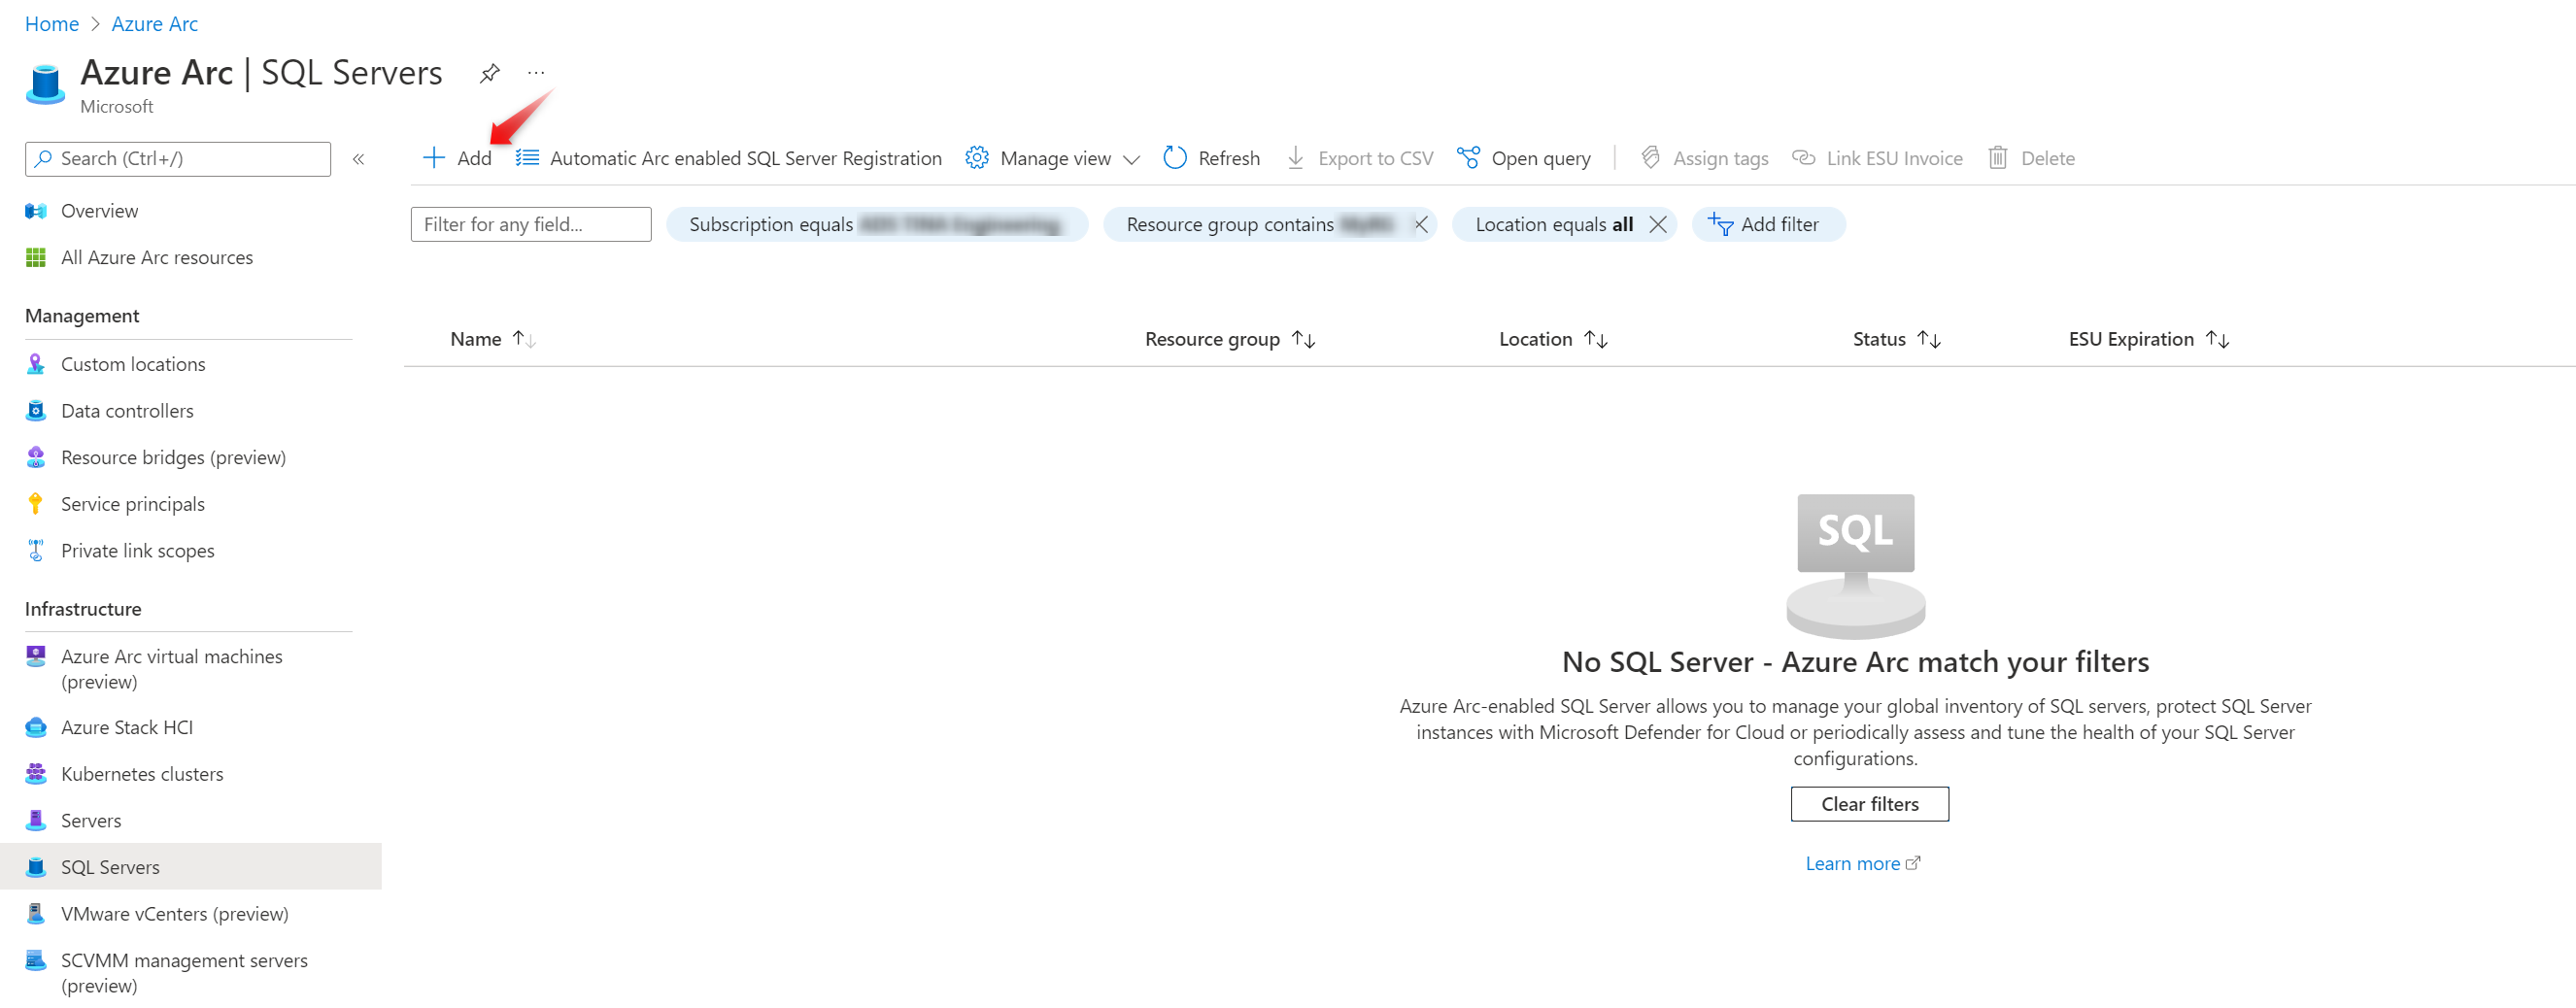 Home > Azure Arc
Azure Arc | SQL Servers ...
Microsoft
Search (Ctrl+/) «
Overview
All Azure Arc resources
Management
Custom locations
Data controllers
Resource bridges (preview)
Service principals
Private link scopes
Infrastructure
Azure Arc virtual machines
(preview)
Azure Stack HCI
Kubernetes clusters
Servers
SQL Servers
VMware vCenters (preview)
SCVMM management servers
(preview)
Add Automatic Arc enabled SQL Server Registration Manage view Refresh Export to CSV Open query Assign tags Link ESU Invoice Delete
Filter for any field... Subscription equals Resource group contains Location equals all Add filter
Name Resource group Location Status ESU Expiration
SQL
No SQL Server - Azure Arc match your filters
Azure Arc-enabled SQL Server allows you to manage your global inventory of SQL servers, protect SQL Server
instances with Microsoft Defender for Cloud or periodically assess and tune the health of your SQL Server
configurations.
Clear filters
Learn more